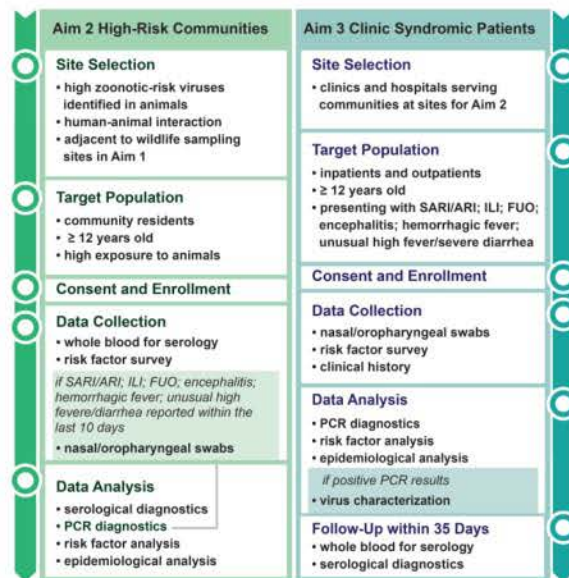 Aim 2 High-Risk Communities
Site Selection
• high zoonotic-risk viruses
identified in animals
• human-animal interaction
• adjacent to wildlife sampling
sites in Aim 1
Target Population
• community residents
• ≥ 12 years old
• high exposure to animals
Consent and Enrollment
Data Collection
• whole blood for serology
• risk factor survey
if SARI/ARI; ILI, FUO; encephalitis;
hemorrhagic fever; unusual high
fevere/diarrhea reported within the
last 10 days
• nasal/oropharyngeal swabs
Data Analysis
• serological diagnostics
• PCR diagnostics
• risk factor analysis
• epidemiological analysis
Aim 3 Clinic Syndromic Patients
Site Selection
• clinics and hospitals serving
communities at sites for Aim 2
Target Population
• inpatients and outpatients
• ≥ 12 years old
• presenting with SARI/ARI; ILI; FUO;
encephalitis; hemorrhagic fever;
unusual high fever/severe diarrhea
Consent and Enrollment
Data Collection
• nasal/oropharyngeal swabs
• risk factor survey
• clinical history
Data Analysis
• PCR diagnostics
• risk factor analysis
• epidemiological analysis
if positive PCR results
• virus characterization
Follow-Up within 35 Days
• whole blood for serology
• serological diagnostics